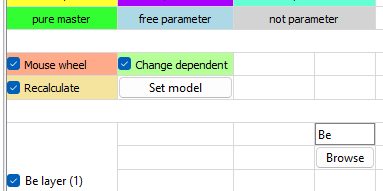 pure master free parameter not parameter
Mouse wheel Change dependent
Recalculate Set model
Be
Browse
Be layer (1)